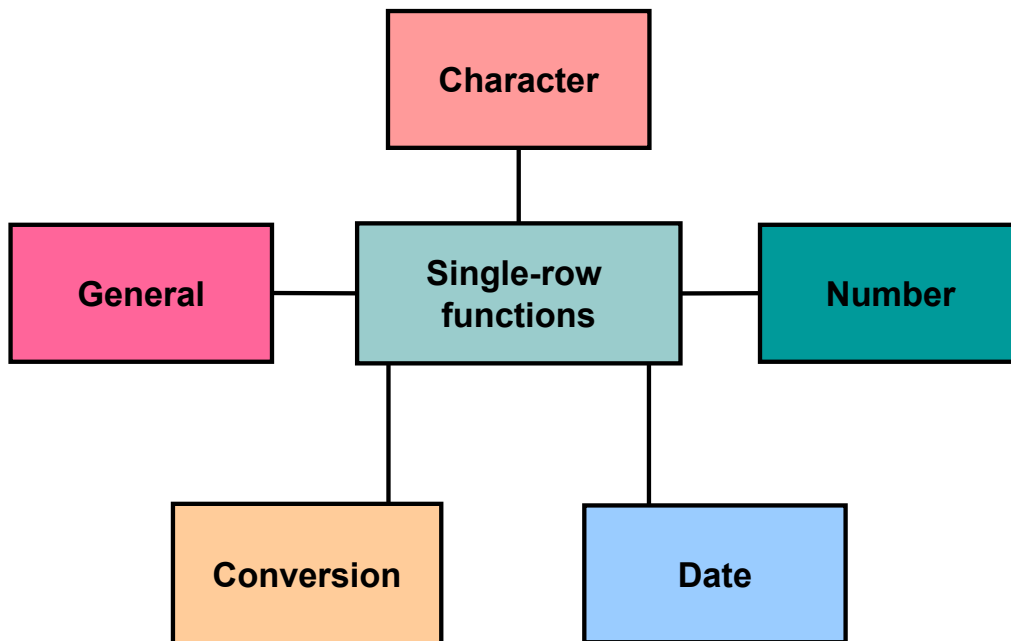 Character
General
Single-row
functions
Number
Conversion
Date